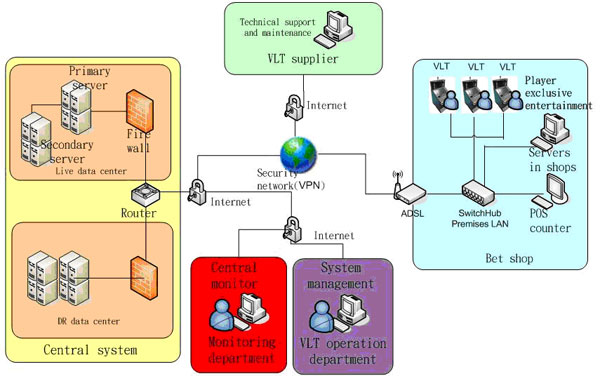 Technical support
and maintenance
VLT supplier
Internet
Primary
server
Secondary
server
Fire
wall
Live data center
Router
DR data center
Central system
Security
network(VPN)
Internet
Internet
Central
monitor
Monitoring
department
System
management
VLT operation
department
VLT
VLT
VLT
Player
exclusive
entertainment
Servers
in shops
ADSL
SwitchHub
Premises LAN
POS
counter
Bet shop